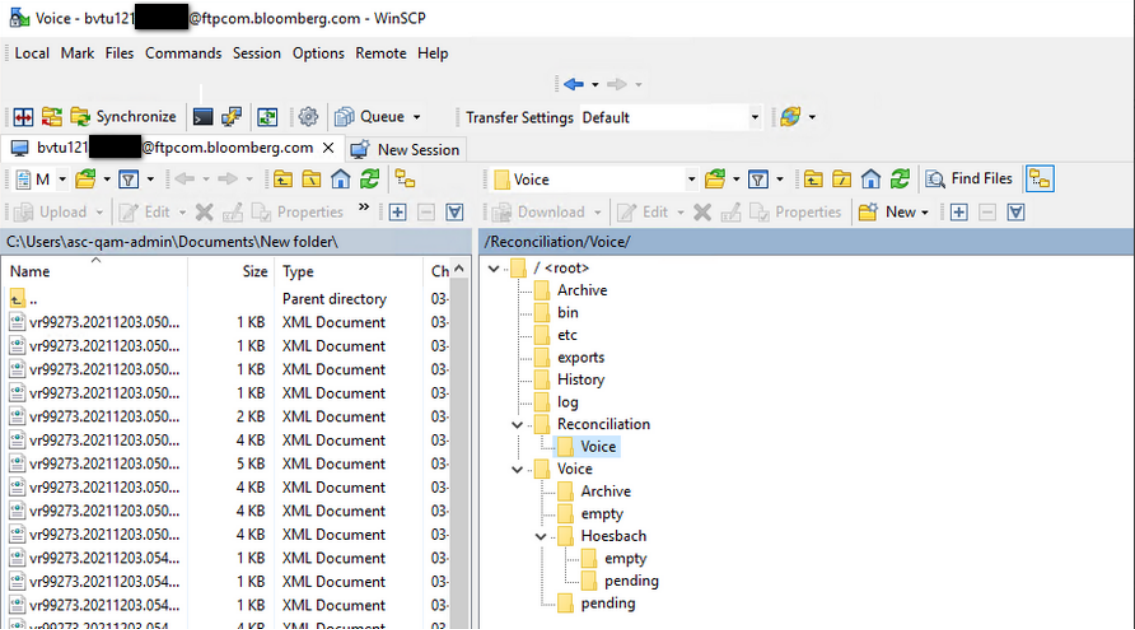 Voice - bvtu121 @ftpcom.bloomberg.com - WinSCP
Local Mark Files Commands Session Options Remote Help
Synchronize Queue Transfer Settings Default
bvtu121 @ftpcom.bloomberg.com × New Session
M Voice Find Files
Upload Edit Properties » Download Edit Properties New
C:\Users\asc-qam-admin\Documents\New folder\ /Reconciliation/Voice/
Name Size Type Ch
/ <root>
Archive
bin
etc
exports
History
log
Reconciliation
Voice
Voice
Archive
empty
Hoesbach
empty
pending
pending
.. Parent directory 03-
vr99273.20211203.050... 1 KB XML Document 03-
vr99273.20211203.050... 1 KB XML Document 03-
vr99273.20211203.050... 1 KB XML Document 03-
vr99273.20211203.050... 1 KB XML Document 03-
vr99273.20211203.050... 2 KB XML Document 03-
vr99273.20211203.050... 4 KB XML Document 03-
vr99273.20211203.050... 5 KB XML Document 03-
vr99273.20211203.050... 4 KB XML Document 03-
vr99273.20211203.050... 4 KB XML Document 03-
vr99273.20211203.050... 4 KB XML Document 03-
vr99273.20211203.054... 1 KB XML Document 03-
vr99273.20211203.054... 1 KB XML Document 03-
vr99273.20211203.054... 1 KB XML Document 03-
vr99273.20211203.054... 4 KB XML Document 03-